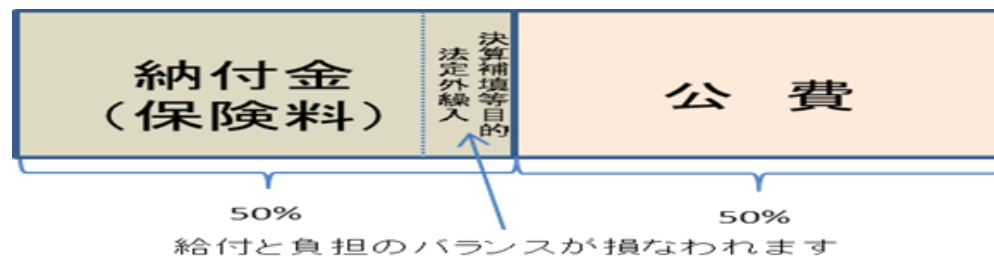 納付金
（保険料）
決算補填等目的
法定外繰入
公　費
50%
50%
給付と負担のバランスが損なわれます